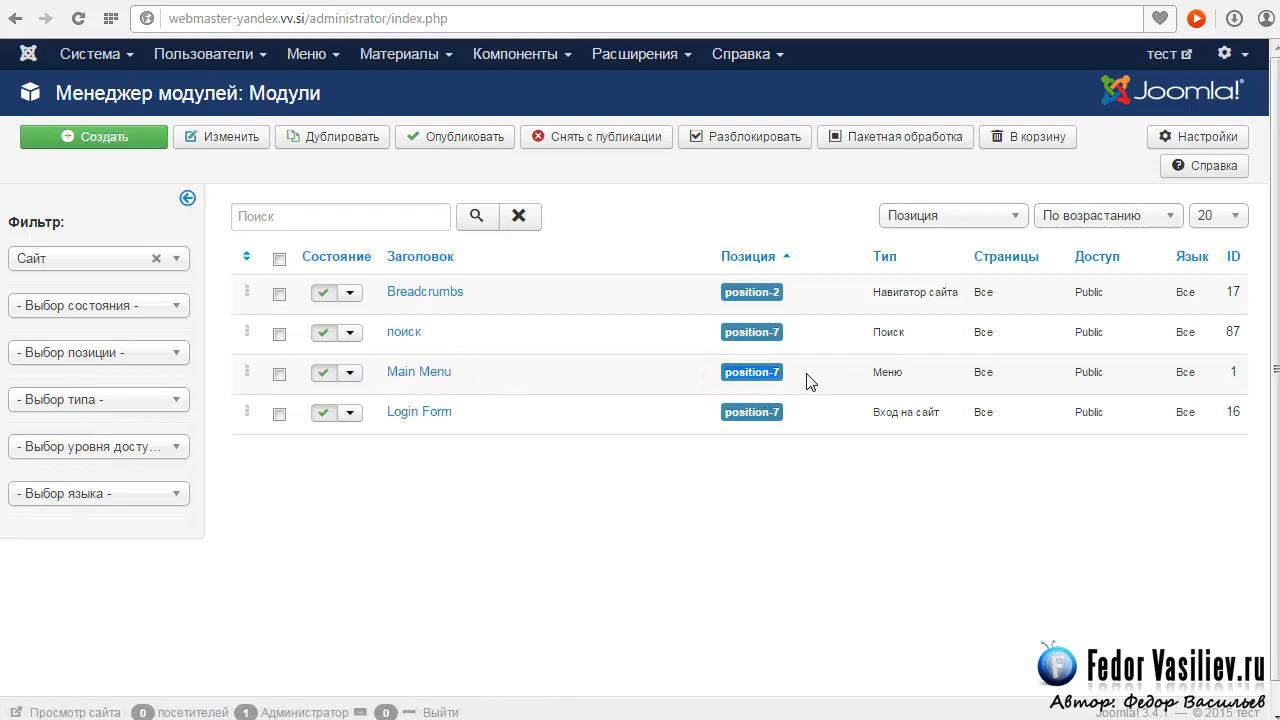 webmaster-yandex.vv.si/administrator/index.php
Система Пользователи Меню Материалы Компоненты Расширения Справка тест
Менеджер модулей: Модули Joomla!
Создать Изменить Дублировать Опубликовать Снять с публикации Разблокировать Пакетная обработка В корзину Настройки
Справка
Фильтр:
Сайт
- Выбор состояния -
- Выбор позиции -
- Выбор типа -
- Выбор уровня досту...
- Выбор языка -
Поиск Позиция По возрастанию 20
Состояние Заголовок Позиция Тип Страницы Доступ Язык ID
Breadcrumbs position-2 Навигатор сайта Все Public Все 17
поиск position-7 Поиск Все Public Все 87
Main Menu position-7 Меню Все Public Все 1
Login Form position-7 Вход на сайт Все Public Все 16
F Fedor Vasiliev.ru
Автор: Федор Васильев
Просмотр сайта 0 посетителей 1 Администратор 0 Выйти Joomla! 3.4.1 — © 2015 тест